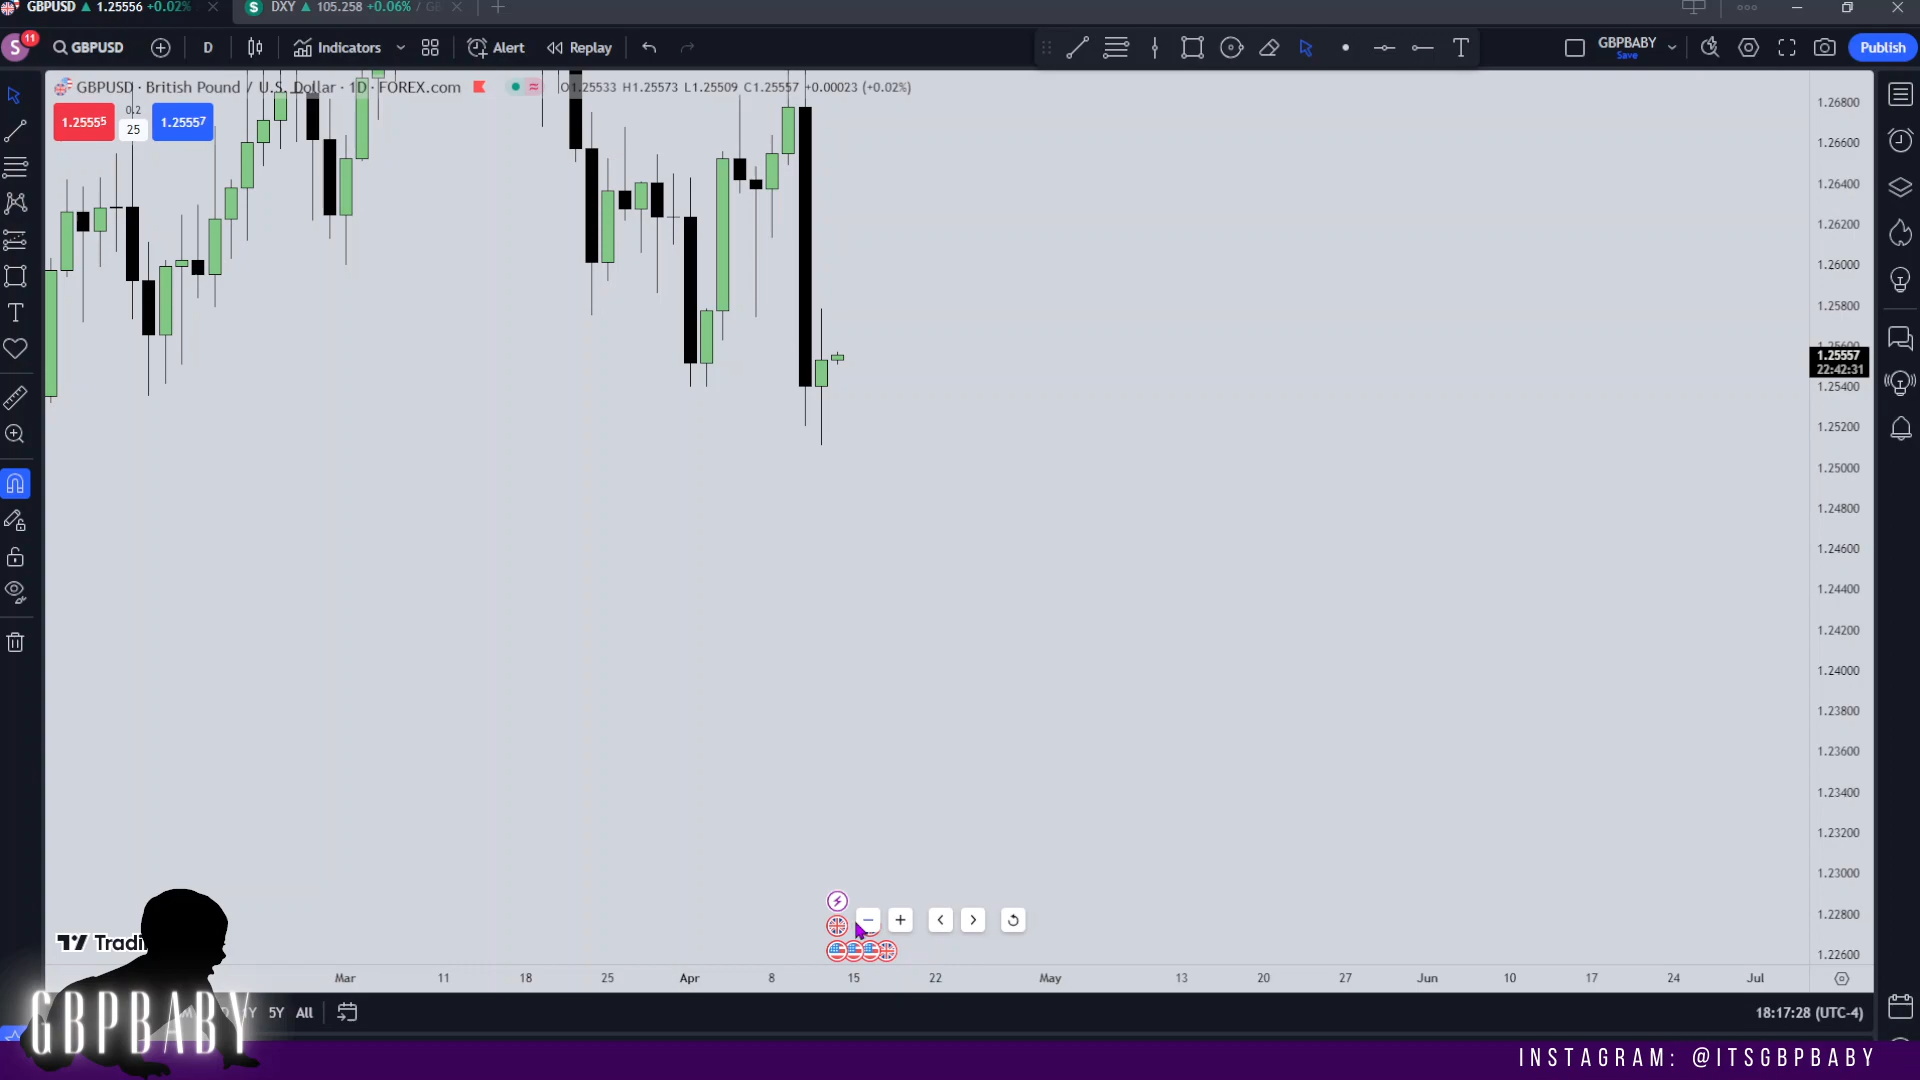 GBPUSD 1.25556 +0.02%
DXY 105.258 +0.06%
S 11 GBPUSD D Indicators Alert Replay
GBPBABY
Save
Publish
GBPUSD · British Pound / U.S. Dollar · 1D · FOREX.com
O1.25533 H1.25573 L1.25509 C1.25557 +0.00023 (+0.02%)
1.25555 0.2 25 1.25557
1.26800
1.26600
1.26400
1.26200
1.26000
1.25800
1.25557
22:42:31
1.25400
1.25200
1.25000
1.24800
1.24600
1.24400
1.24200
1.24000
1.23800
1.23600
1.23400
1.23200
1.23000
1.22800
1.22600
Tradi
Mar 11 18 25 Apr 8 15 22 May 13 20 27 Jun 10 17 24 Jul
5Y All
18:17:28 (UTC-4)
GBPBABY
INSTAGRAM: @ITSGBPBABY